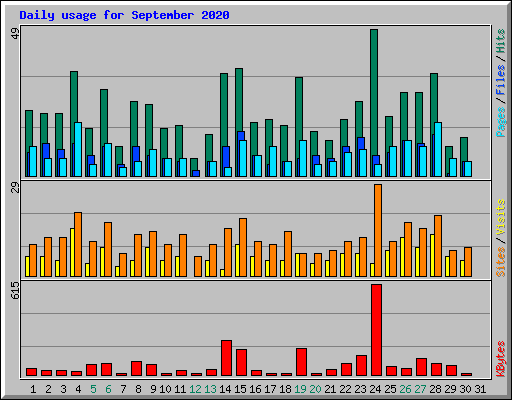 Daily usage for September 2020
49
Pages / Files / Hits
29
Sites / Visits
615
KBytes
1 2 3 4 5 6 7 8 9 10 11 12 13 14 15 16 17 18 19 20 21 22 23 24 25 26 27 28 29 30 31